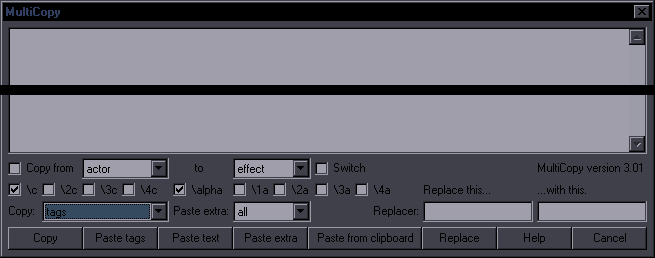 MultiCopy
Copy from actor to effect Switch MultiCopy version 3.01
\c \2c \3c \4c \alpha \1a \2a \3a \4a Replace this... ...with this.
Copy: tags Paste extra: all Replacer:
Copy Paste tags Paste text Paste extra Paste from clipboard Replace Help Cancel